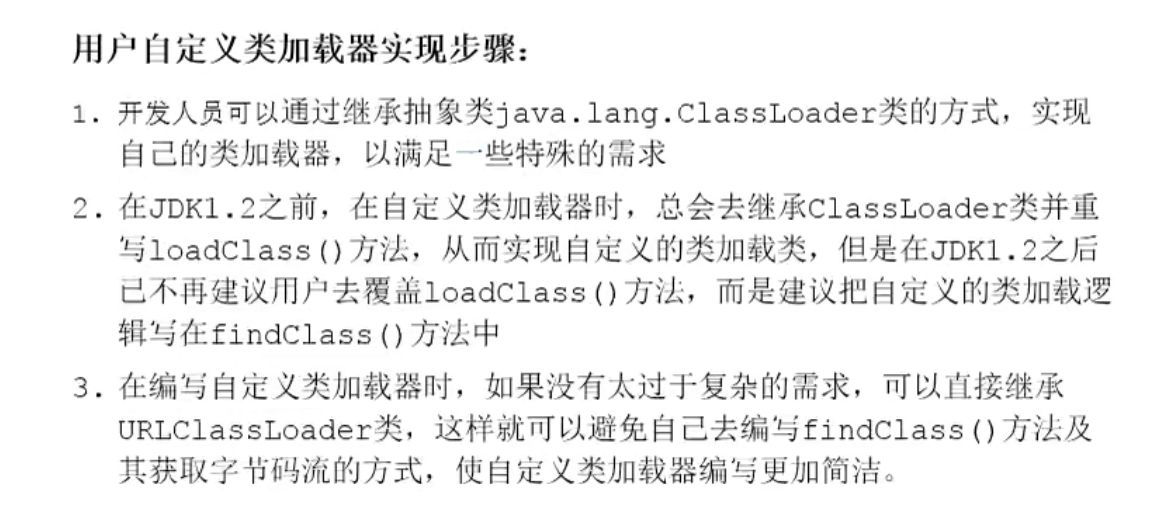 用户自定义类加载器实现步骤：
1. 开发人员可以通过继承抽象类java.lang.ClassLoader类的方式，实现
自己的类加载器，以满足一些特殊的需求
2. 在JDK1.2之前，在自定义类加载器时，总会去继承ClassLoader类并重
写loadClass()方法，从而实现自定义的类加载类，但是在JDK1.2之后
已不再建议用户去覆盖loadClass()方法，而是建议把自定义的类加载逻
辑写在findClass()方法中
3. 在编写自定义类加载器时，如果没有太过于复杂的需求，可以直接继承
URLClassLoader类，这样就可以避免自己去编写findClass()方法及
其获取字节码流的方式，使自定义类加载器编写更加简洁。